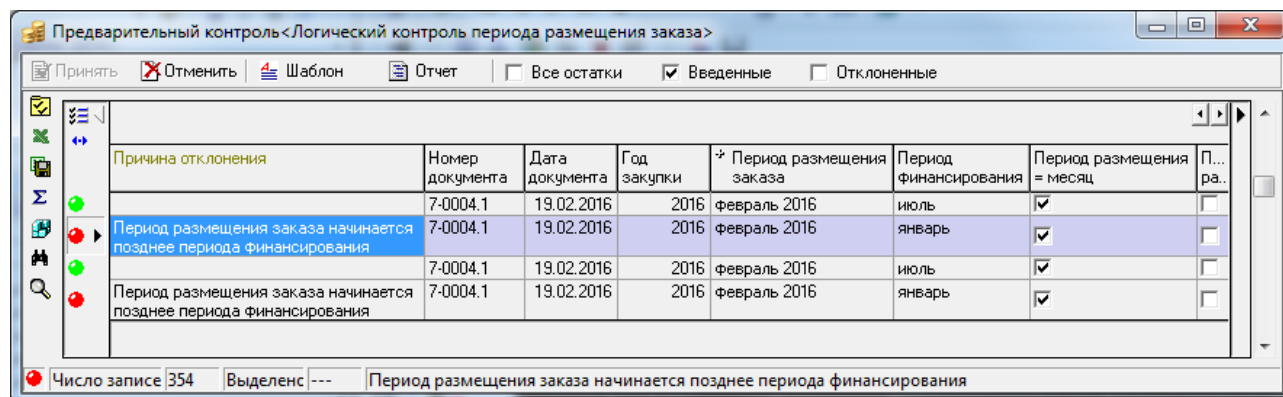 Предварительный контроль<Логический контроль периода размещения заказа>
Принять Отменить Шаблон Отчет Все остатки Введенные Отклоненные
Причина отклонения Номер документа Дата документа Год закупки Период размещения заказа Период финансирования Период размещения = месяц П... ра..
7-0004.1 19.02.2016 2016 февраль 2016 июль
Период размещения заказа начинается 7-0004.1 19.02.2016 2016 февраль 2016 январь
позднее периода финансирования
7-0004.1 19.02.2016 2016 февраль 2016 июль
Период размещения заказа начинается 7-0004.1 19.02.2016 2016 февраль 2016 январь
позднее периода финансирования
Число записе 354 Выделенс --- Период размещения заказа начинается позднее периода финансирования